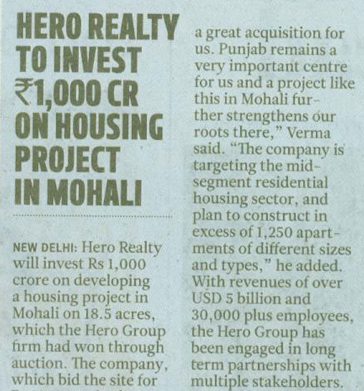 HERO REALTY
TO INVEST
₹1,000 CR
ON HOUSING
PROJECT
IN MOHALI
NEW DELHI: Hero Realty
will invest Rs 1,000
crore on developing
a housing project in
Mohali on 18.5 acres,
which the Hero Group
firm had won through
auction. The company,
which bid the site for
a great acquisition for
us. Punjab remains a
very important centre
for us and a project like
this in Mohali fur-
ther strengthens our
roots there,” Verma
said. “The company is
targeting the mid-
segment residential
housing sector, and
plan to construct in
excess of 1,250 apart-
ments of different sizes
and types,” he added.
With revenues of over
USD 5 billion and
30,000 plus employees,
the Hero Group has
been engaged in long
term partnerships with
multiple stakeholders.